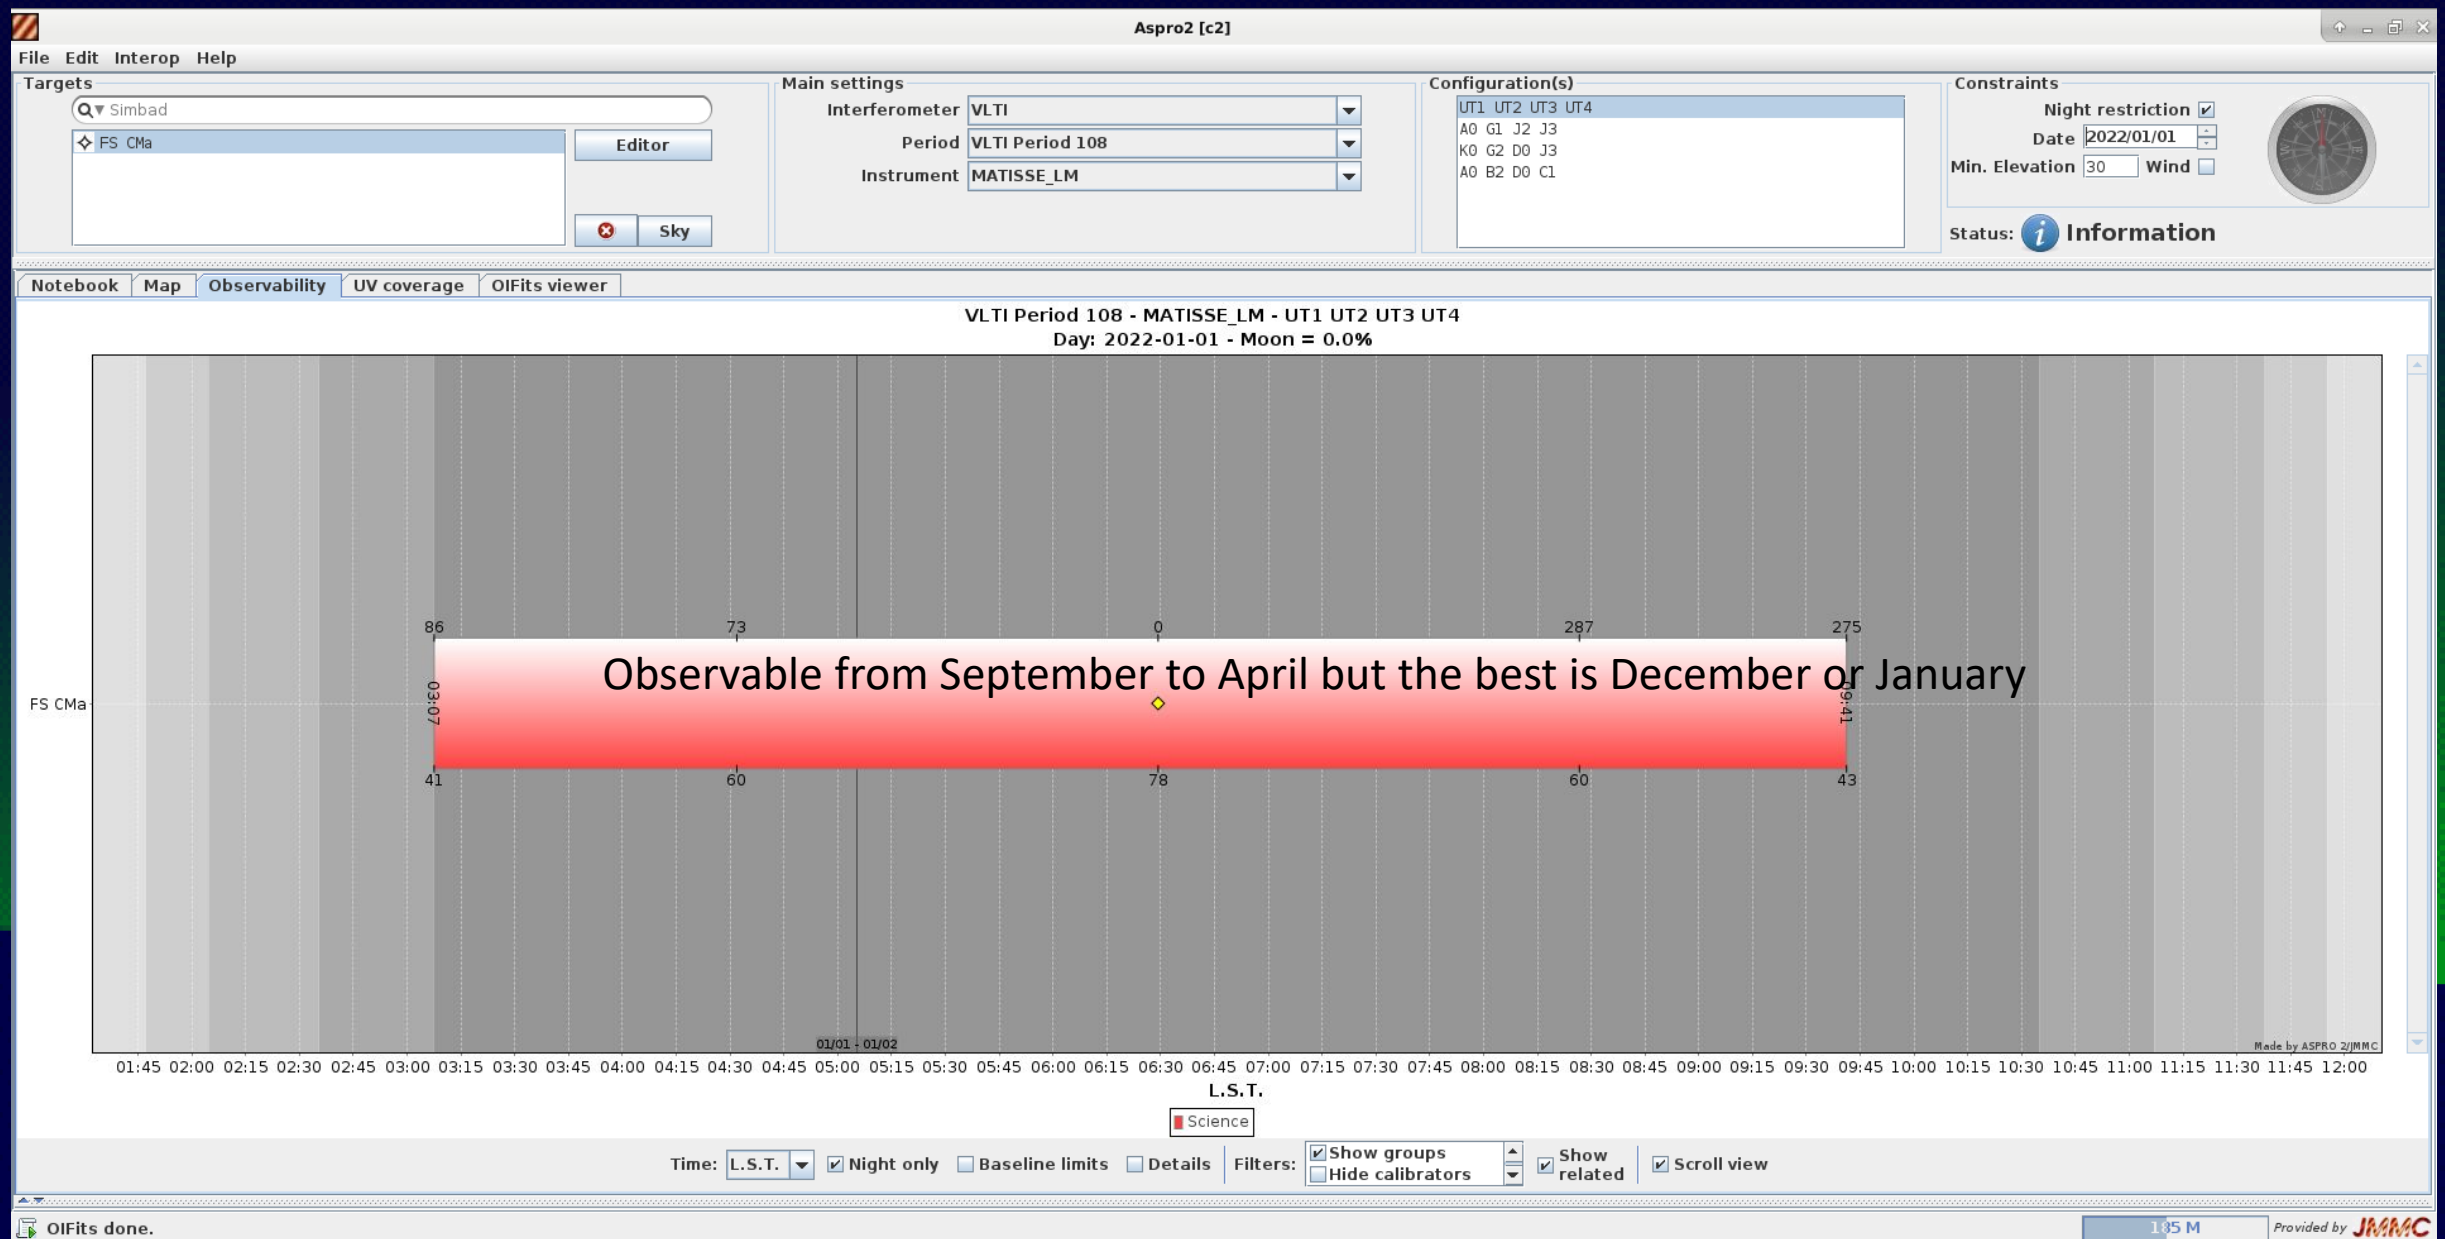 Aspro2 [c2]
File Edit Interop Help
Targets
Simbad
FS CMa
Editor
Sky
Main settings
Interferometer VLTI
Period VLTI Period 108
Instrument MATISSE_LM
Configuration(s)
UT1 UT2 UT3 UT4
A0 G1 J2 J3
K0 G2 D0 J3
A0 B2 D0 C1
Constraints
Night restriction
Date 2022/01/01
Min. Elevation 30 Wind
Status: Information
Notebook Map Observability UV coverage OIFits viewer
VLTI Period 108 - MATISSE_LM - UT1 UT2 UT3 UT4
Day: 2022-01-01 - Moon = 0.0%
86 73 0 287 275
Observable from September to April but the best is December or January
FS CMa
03:07
09:41
41 60 78 60 43
01/01 - 01/02
Made by ASPRO 2/JMMC
01:45 02:00 02:15 02:30 02:45 03:00 03:15 03:30 03:45 04:00 04:15 04:30 04:45 05:00 05:15 05:30 05:45 06:00 06:15 06:30 06:45 07:00 07:15 07:30 07:45 08:00 08:15 08:30 08:45 09:00 09:15 09:30 09:45 10:00 10:15 10:30 10:45 11:00 11:15 11:30 11:45 12:00
L.S.T.
Science
Time: L.S.T. Night only Baseline limits Details Filters: Show groups
Hide calibrators
Show related
Scroll view
OIFits done.
185 M
Provided by JMMC